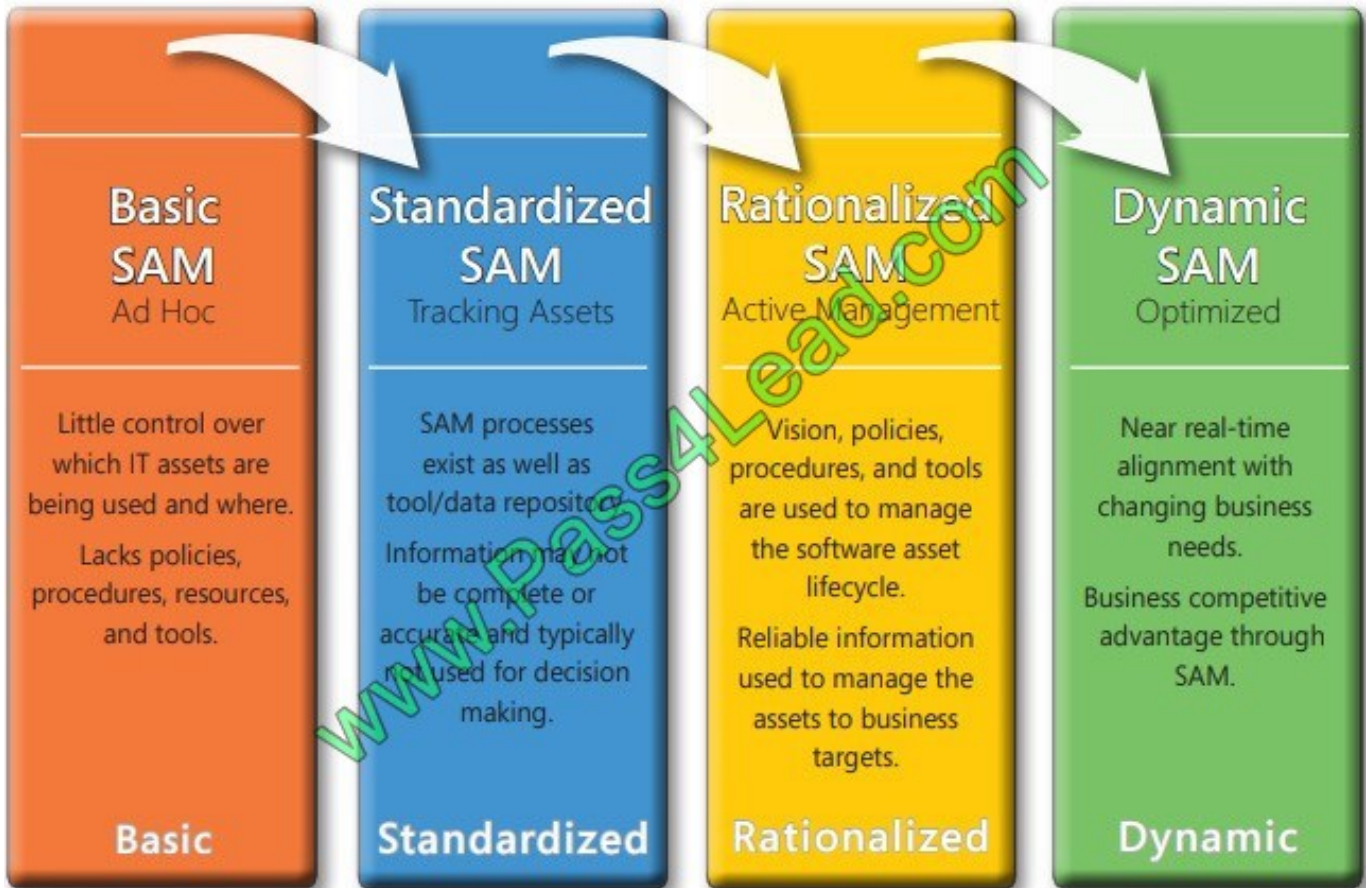 Basic
SAM
Ad Hoc
Little control over
which IT assets are
being used and where.
Lacks policies,
procedures, resources,
and tools.
Basic
Standardized
SAM
Tracking Assets
SAM processes
exist as well as
tool/data repository
Information may not
be complete or
accurate and typically
not used for decision
making.
Standardized
Rationalized
SAM
Active Management
Vision, policies,
procedures, and tools
are used to manage
the software asset
lifecycle.
Reliable information
used to manage the
assets to business
targets.
Rationalized
Dynamic
SAM
Optimized
Near real-time
alignment with
changing business
needs.
Business competitive
advantage through
SAM.
Dynamic
www.Pass4Lead.com